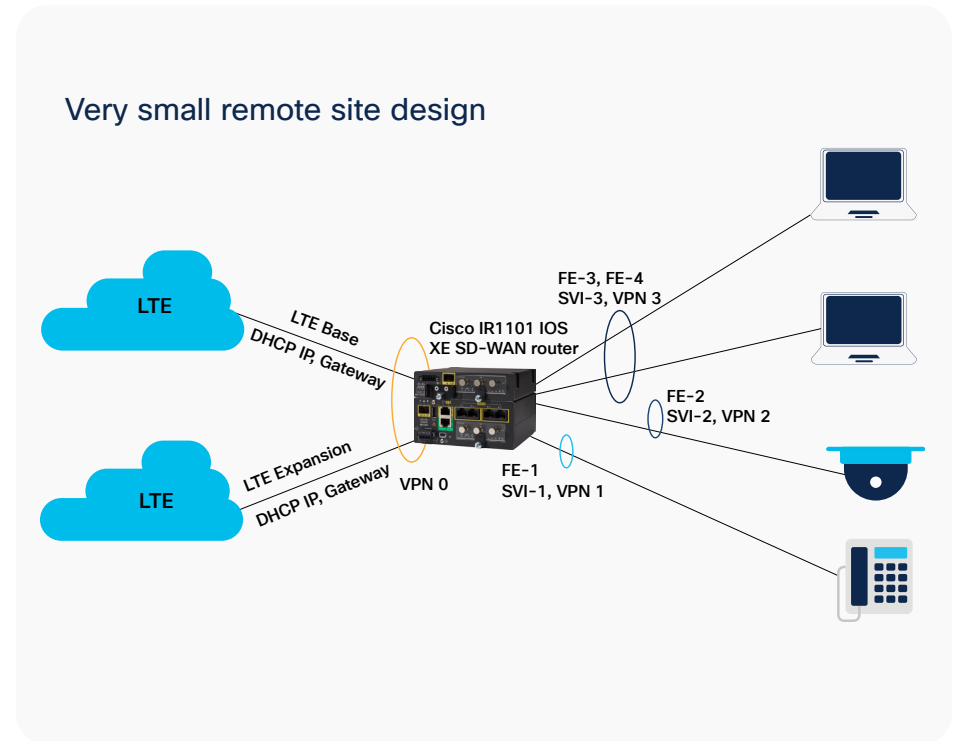 Very small remote site design
LTE
LTE Base
DHCP IP, Gateway
Cisco IR1101 IOS
XE SD-WAN router
FE-3, FE-4
SVI-3, VPN 3
FE-2
SVI-2, VPN 2
LTE
LTE Expansion
DHCP IP, Gateway
VPN 0
FE-1
SVI-1, VPN 1